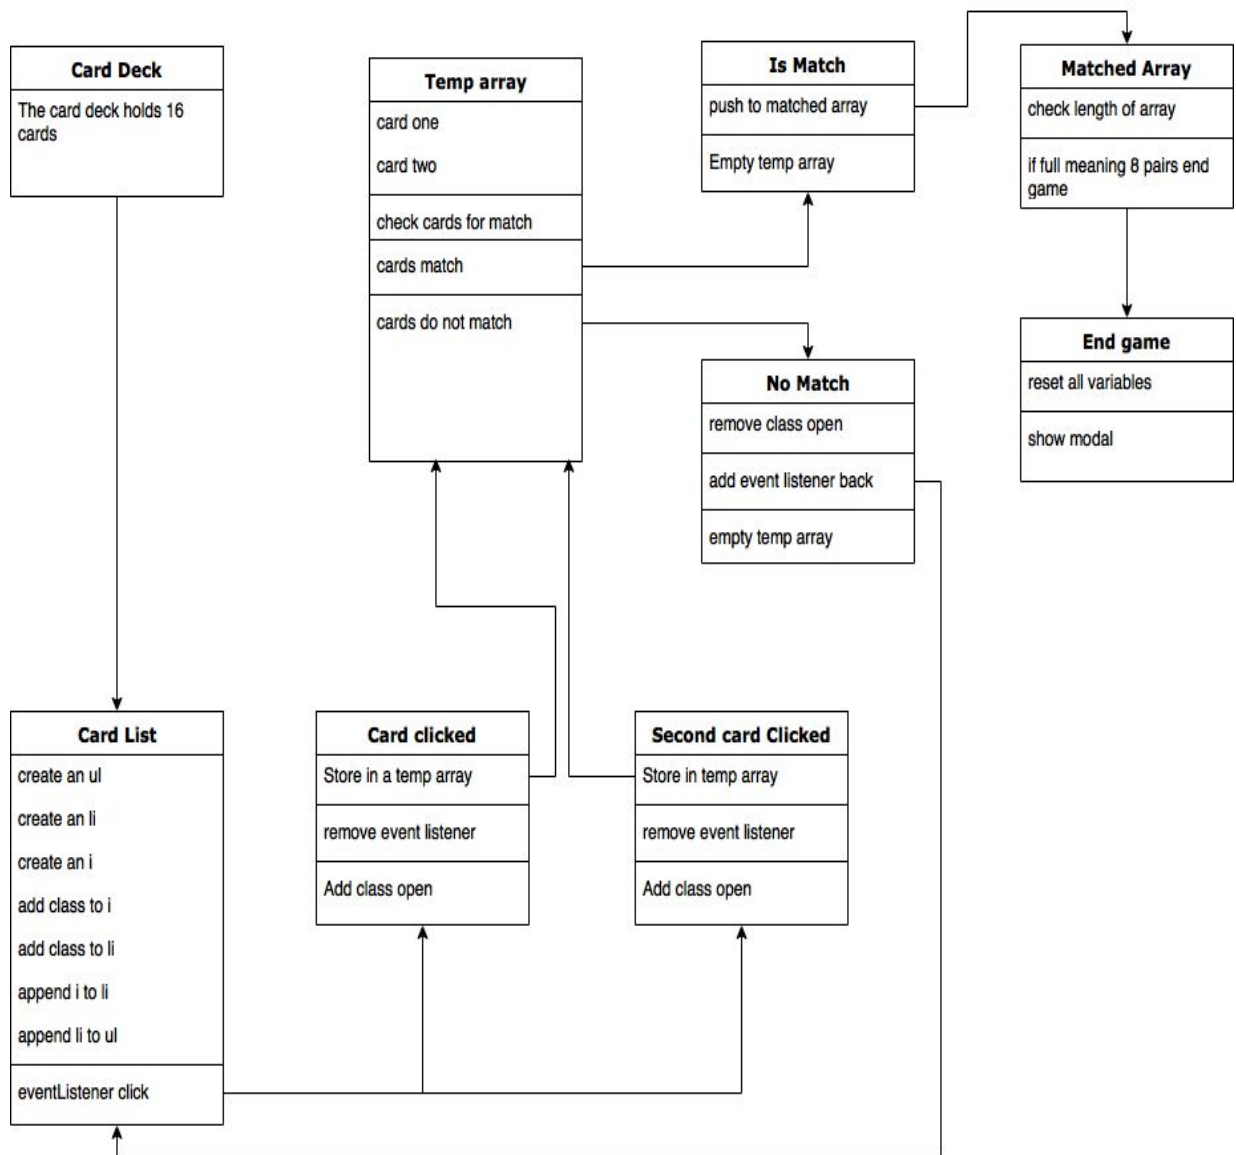 Card Deck
The card deck holds 16
cards
Temp array
card one
card two
check cards for match
cards match
cards do not match
Is Match
push to matched array
Empty temp array
Matched Array
check length of array
if full meaning 8 pairs end
game
End game
reset all variables
show modal
No Match
remove class open
add event listener back
empty temp array
Card List
create an ul
create an li
create an i
add class to i
add class to li
append i to li
append li to ul
eventListener click
Card clicked
Store in a temp array
remove event listener
Add class open
Second card Clicked
Store in temp array
remove event listener
Add class open